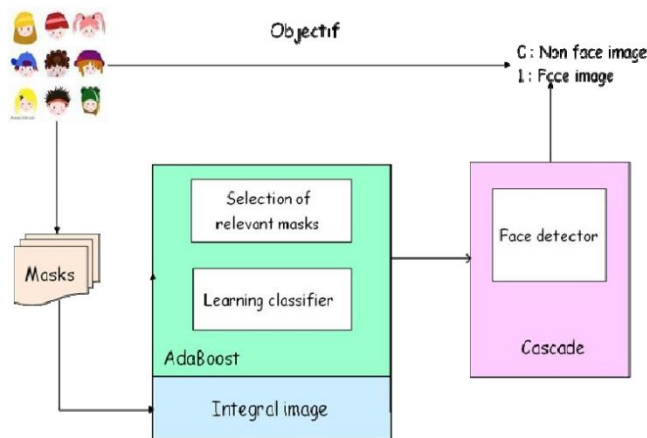 Objectif
C : Non face image
1 : Face image
Selection of
relevant masks
Face detector
Masks
Learning classifier
AdaBoost
Cascade
Integral image